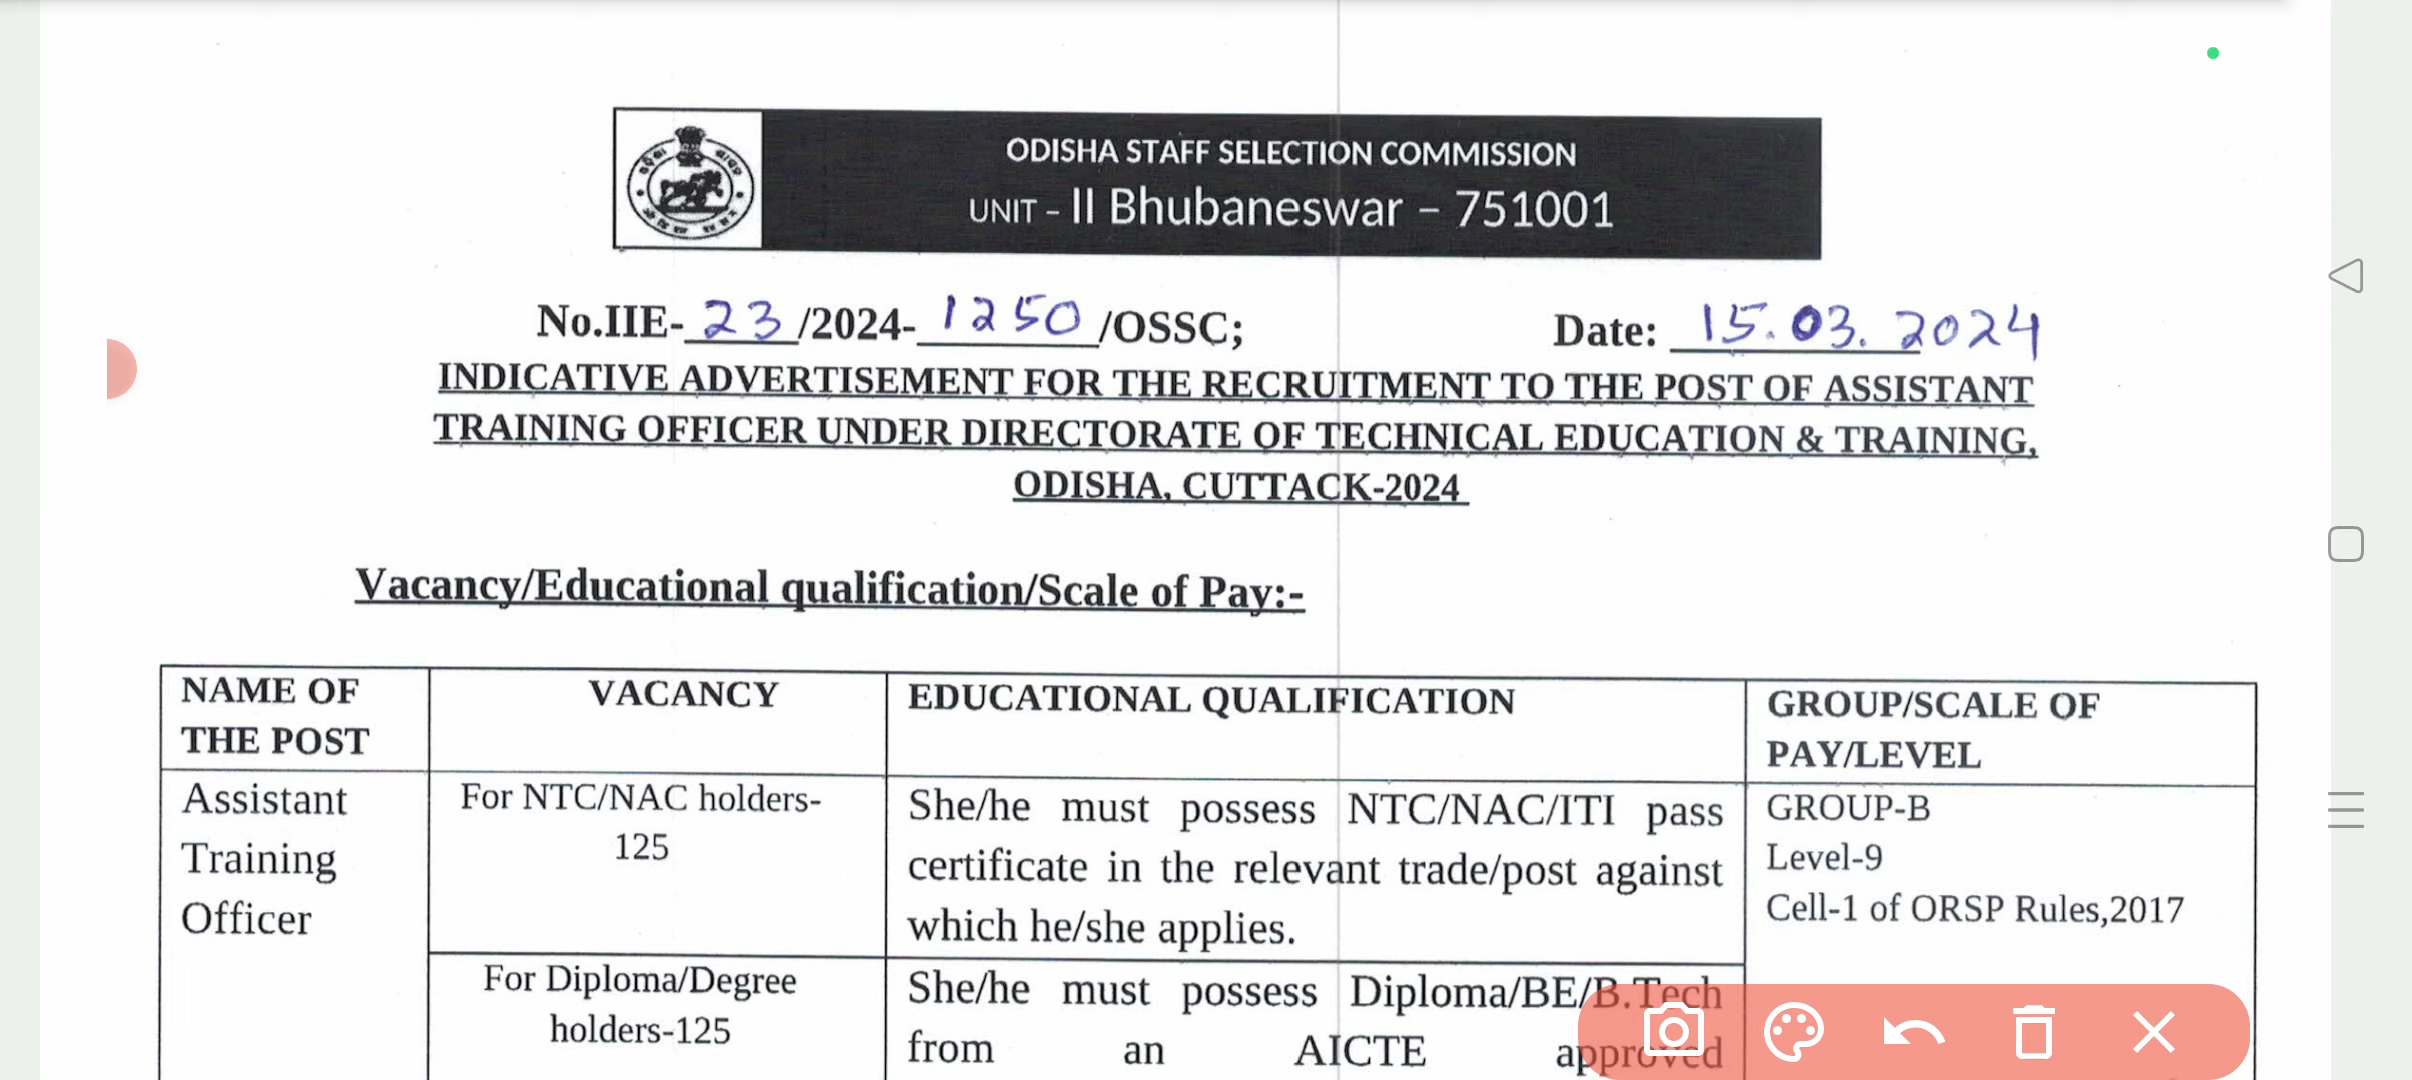 ODISHA STAFF SELECTION COMMISSION
UNIT – II Bhubaneswar – 751001
No.IIE- 23 /2024- 1250 /OSSC;
Date: 15.03.2024
INDICATIVE ADVERTISEMENT FOR THE RECRUITMENT TO THE POST OF ASSISTANT
TRAINING OFFICER UNDER DIRECTORATE OF TECHNICAL EDUCATION & TRAINING,
ODISHA, CUTTACK-2024
Vacancy/Educational qualification/Scale of Pay:-
NAME OF
THE POST
VACANCY
EDUCATIONAL QUALIFICATION
GROUP/SCALE OF
PAY/LEVEL
Assistant
Training
Officer
For NTC/NAC holders-
125
She/he must possess NTC/NAC/ITI pass
certificate in the relevant trade/post against
which he/she applies.
GROUP-B
Level-9
Cell-1 of ORSP Rules,2017
For Diploma/Degree
holders-125
She/he must possess Diploma/BE/B.Tech
from an AICTE approved